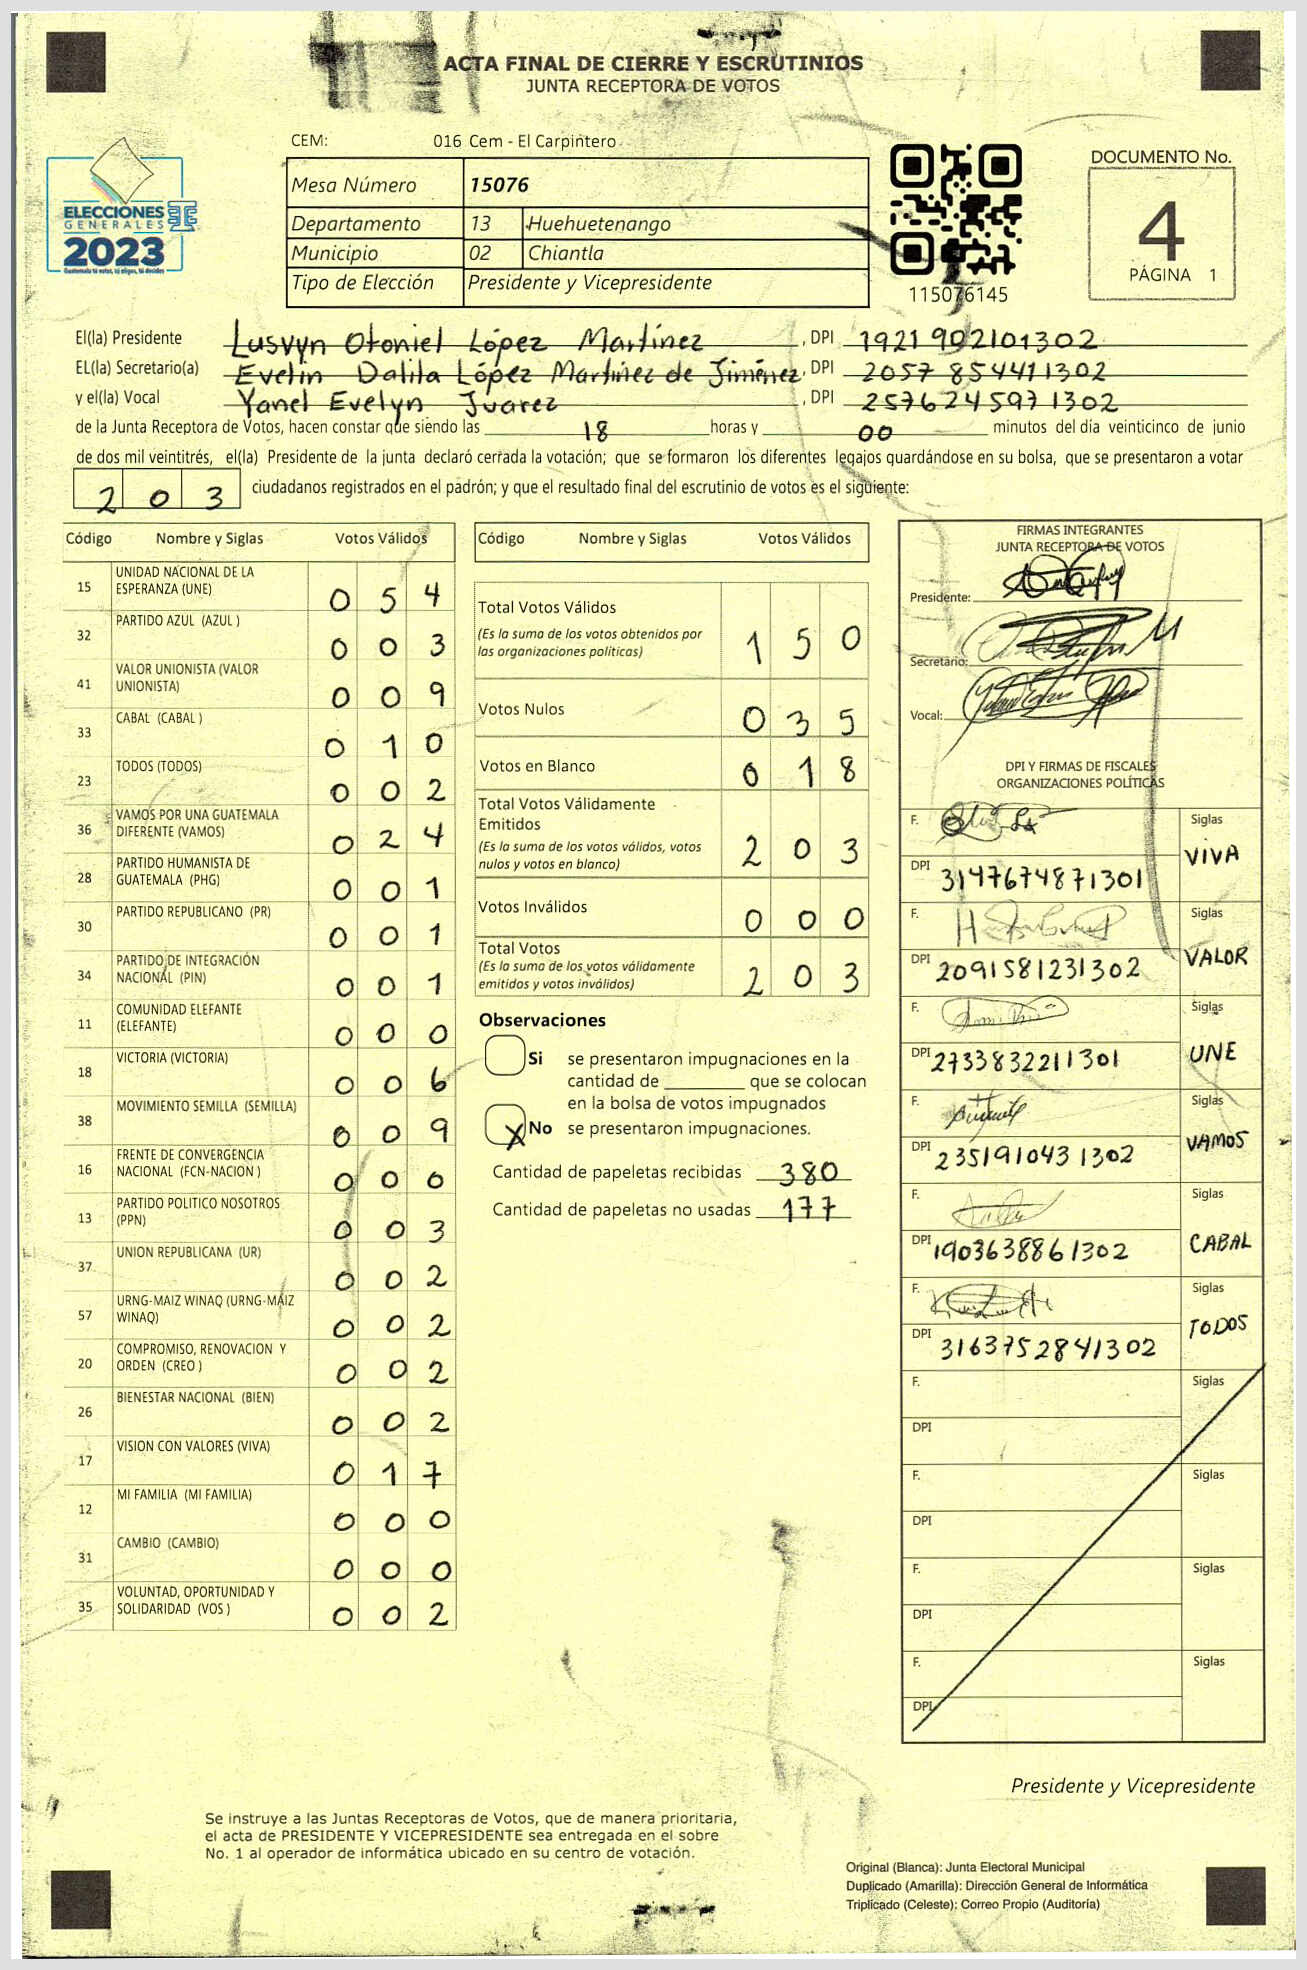 ACTA FINAL DE CIERRE Y ESCRUTINIOS
JUNTA RECEPTORA DE VOTOS
CEM: 016 Cem - El Carpintero
Mesa Número 15076
Departamento 13 Huehuetenango
Municipio 02 Chiantla
Tipo de Elección Presidente y Vicepresidente
ELECCIONES
GENERALES
2023
Guatemala tú votas, tú eliges, tú decides
115076145
DOCUMENTO No.
4
PÁGINA 1
El(la) Presidente Lusvyn Otoniel López Martínez, DPI 1921902101302
EL(la) Secretario(a) Evelin Dalila López Martínez de Jiménez, DPI 2057854411302
y el(la) Vocal Yanel Evelyn Juarez, DPI 2576245971302
de la Junta Receptora de Votos, hacen constar que siendo las 18 horas y 00 minutos del día veinticinco de junio
de dos mil veintitrés, el(la) Presidente de la junta declaró cerrada la votación; que se formaron los diferentes legajos guardándose en su bolsa, que se presentaron a votar
203 ciudadanos registrados en el padrón; y que el resultado final del escrutinio de votos es el siguiente:
Código Nombre y Siglas Votos Válidos
15 UNIDAD NACIONAL DE LA
ESPERANZA (UNE) 0 5 4
32 PARTIDO AZUL (AZUL ) 0 0 3
41 VALOR UNIONISTA (VALOR
UNIONISTA) 0 0 9
33 CABAL (CABAL ) 0 1 0
23 TODOS (TODOS) 0 0 2
36 VAMOS POR UNA GUATEMALA
DIFERENTE (VAMOS) 0 2 4
28 PARTIDO HUMANISTA DE
GUATEMALA (PHG) 0 0 1
30 PARTIDO REPUBLICANO (PR) 0 0 1
34 PARTIDO DE INTEGRACIÓN
NACIONAL (PIN) 0 0 1
11 COMUNIDAD ELEFANTE
(ELEFANTE) 0 0 0
18 VICTORIA (VICTORIA) 0 0 6
38 MOVIMIENTO SEMILLA (SEMILLA) 0 0 9
16 FRENTE DE CONVERGENCIA
NACIONAL (FCN-NACION ) 0 0 0
13 PARTIDO POLITICO NOSOTROS
(PPN) 0 0 3
37 UNION REPUBLICANA (UR) 0 0 2
57 URNG-MAIZ WINAQ (URNG-MAIZ
WINAQ) 0 0 2
20 COMPROMISO, RENOVACION Y
ORDEN (CREO ) 0 0 2
26 BIENESTAR NACIONAL (BIEN) 0 0 2
17 VISION CON VALORES (VIVA) 0 1 7
12 MI FAMILIA (MI FAMILIA) 0 0 0
31 CAMBIO (CAMBIO) 0 0 0
35 VOLUNTAD, OPORTUNIDAD Y
SOLIDARIDAD (VOS ) 0 0 2
Código Nombre y Siglas Votos Válidos
Total Votos Válidos
(Es la suma de los votos obtenidos por
las organizaciones políticas) 1 5 0
Votos Nulos 0 3 5
Votos en Blanco 0 1 8
Total Votos Válidamente
Emitidos
(Es la suma de los votos válidos, votos
nulos y votos en blanco) 2 0 3
Votos Inválidos 0 0 0
Total Votos
(Es la suma de los votos válidamente
emitidos y votos inválidos) 2 0 3
Observaciones
Si se presentaron impugnaciones en la
cantidad de ________ que se colocan
en la bolsa de votos impugnados
X No se presentaron impugnaciones.
Cantidad de papeletas recibidas 380
Cantidad de papeletas no usadas 177
FIRMAS INTEGRANTES
JUNTA RECEPTORA DE VOTOS
Presidente:
Secretario:
Vocal:
DPI Y FIRMAS DE FISCALES
ORGANIZACIONES POLÍTICAS
F. Siglas
DPI 3147674871301 VIVA
F. Siglas
DPI 2091581231302 VALOR
F. Siglas
DPI 2733832211301 UNE
F. Siglas
DPI 2351910431302 VAMOS
F. Siglas
DPI 1903638861302 CABAL
F. Siglas
DPI 3163752841302 TODOS
F. Siglas
DPI
F. Siglas
DPI
F. Siglas
DPI
F. Siglas
DPI
Presidente y Vicepresidente
Se instruye a las Juntas Receptoras de Votos, que de manera prioritaria,
el acta de PRESIDENTE Y VICEPRESIDENTE sea entregada en el sobre
No. 1 al operador de informática ubicado en su centro de votación.
Original (Blanca): Junta Electoral Municipal
Duplicado (Amarilla): Dirección General de Informática
Triplicado (Celeste): Correo Propio (Auditoría)